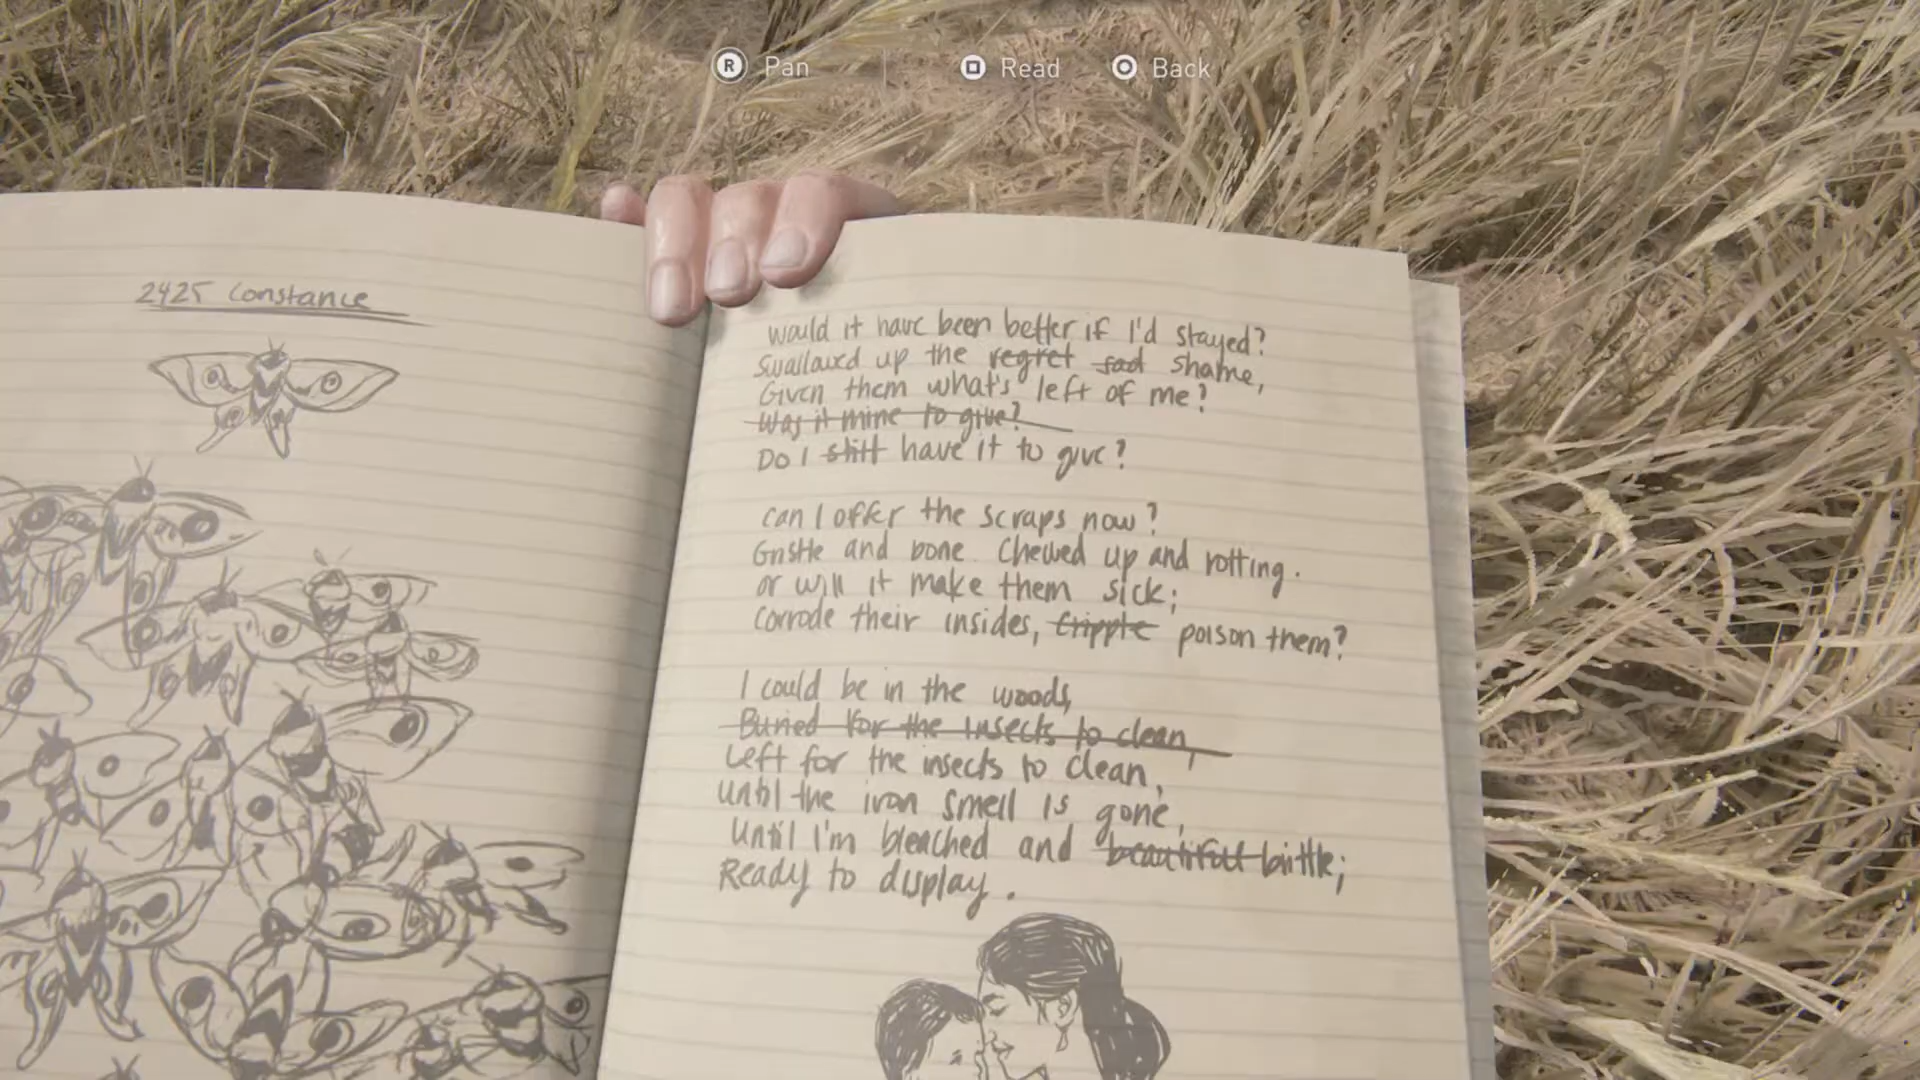 R Pan Read Back
2425 Constance
Would it have been better if I'd stayed?
Swallowed up the regret sad shame,
Given them what's left of me?
Was it mine to give?
Do I still have it to give?
Can I offer the scraps now?
Gristle and bone. Chewed up and rotting.
Or will it make them sick;
Corrode their insides, cripple poison them?
I could be in the woods,
Buried for the insects to clean,
Left for the insects to clean,
Until the iron smell is gone,
Until I'm bleached and beautiful brittle;
Ready to display.